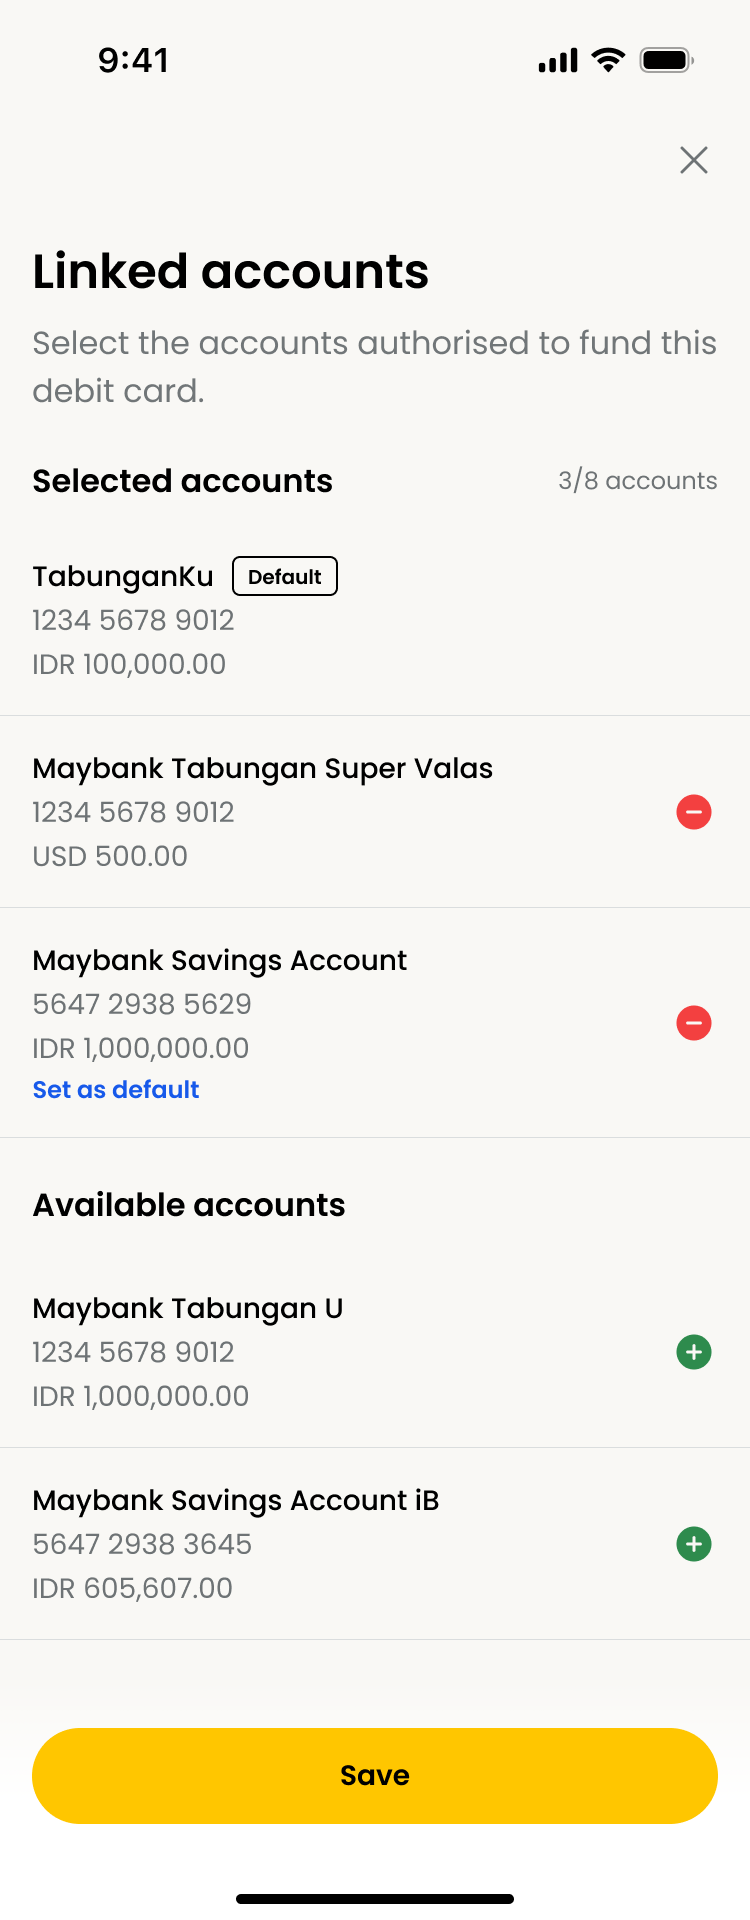 9:41
Linked accounts
Select the accounts authorised to fund this
debit card.
Selected accounts 3/8 accounts
TabunganKu Default
1234 5678 9012
IDR 100,000.00
Maybank Tabungan Super Valas
1234 5678 9012
USD 500.00
Maybank Savings Account
5647 2938 5629
IDR 1,000,000.00
Set as default
Available accounts
Maybank Tabungan U
1234 5678 9012
IDR 1,000,000.00
Maybank Savings Account iB
5647 2938 3645
IDR 605,607.00
Save